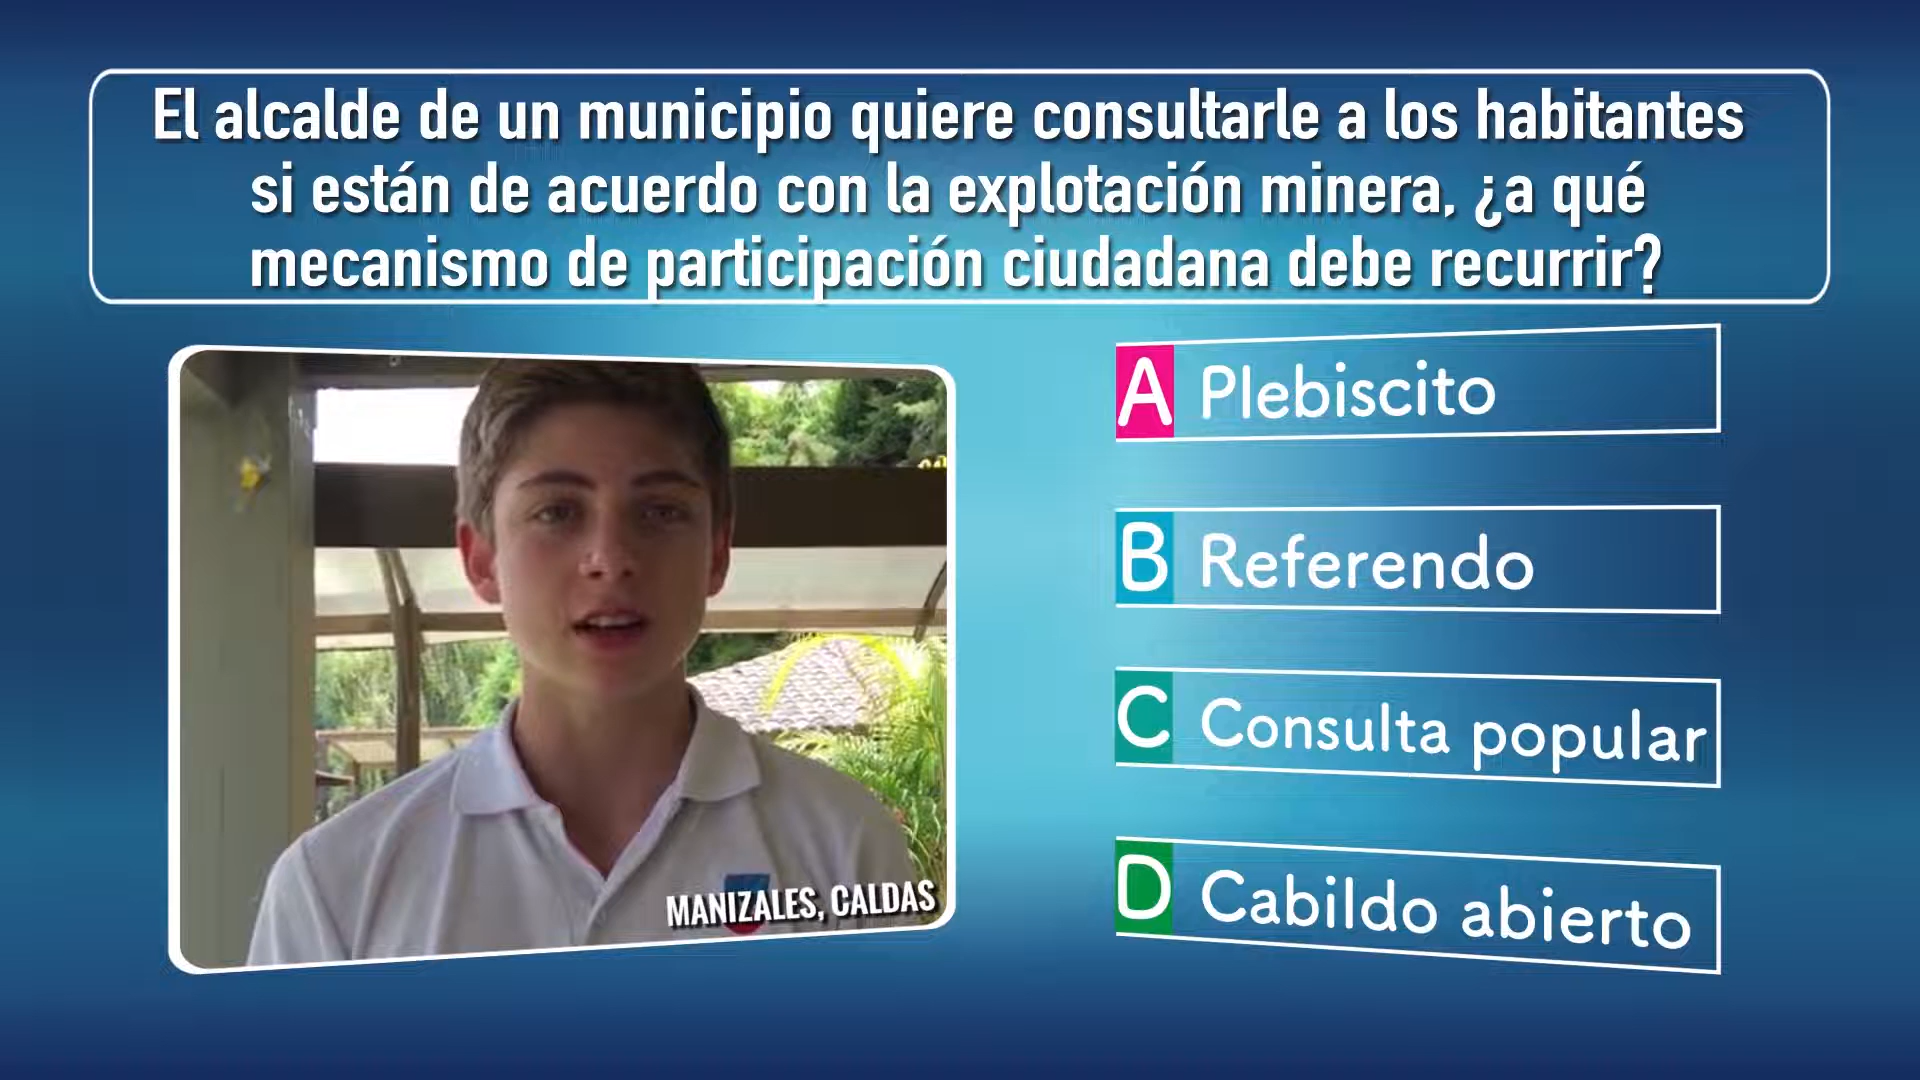 El alcalde de un municipio quiere consultarle a los habitantes
si están de acuerdo con la explotación minera, ¿a qué
mecanismo de participación ciudadana debe recurrir?
A Plebiscito
B Referendo
C Consulta popular
D Cabildo abierto
MANIZALES, CALDAS